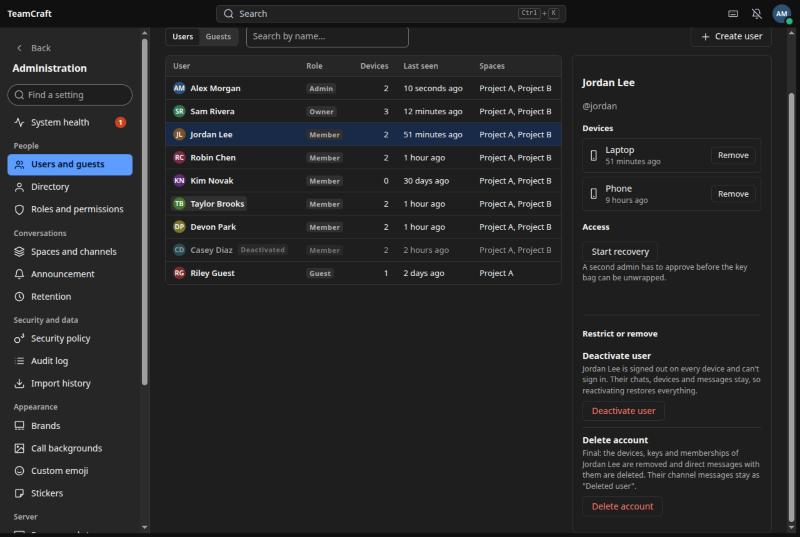 TeamCraft
Search
Ctrl + K
AM
Back
Administration
Find a setting
System health 1
People
Users and guests
Directory
Roles and permissions
Conversations
Spaces and channels
Announcement
Retention
Security and data
Security policy
Audit log
Import history
Appearance
Brands
Call backgrounds
Custom emoji
Stickers
Server
Users Guests
Search by name...
Create user
User Role Devices Last seen Spaces
AM Alex Morgan Admin 2 10 seconds ago Project A, Project B
SR Sam Rivera Owner 3 12 minutes ago Project A, Project B
JL Jordan Lee Member 2 51 minutes ago Project A, Project B
RC Robin Chen Member 2 1 hour ago Project A, Project B
KN Kim Novak Member 0 30 days ago Project A, Project B
TB Taylor Brooks Member 2 1 hour ago Project A, Project B
DP Devon Park Member 2 1 hour ago Project A, Project B
CD Casey Diaz Deactivated Member 2 2 hours ago Project A, Project B
RG Riley Guest Guest 1 2 days ago Project A
Jordan Lee
@jordan
Devices
Laptop
51 minutes ago
Remove
Phone
9 hours ago
Remove
Access
Start recovery
A second admin has to approve before the key
bag can be unwrapped.
Restrict or remove
Deactivate user
Jordan Lee is signed out on every device and can't
sign in. Their chats, devices and messages stay, so
reactivating restores everything.
Deactivate user
Delete account
Final: the devices, keys and memberships of
Jordan Lee are removed and direct messages with
them are deleted. Their channel messages stay as
"Deleted user".
Delete account